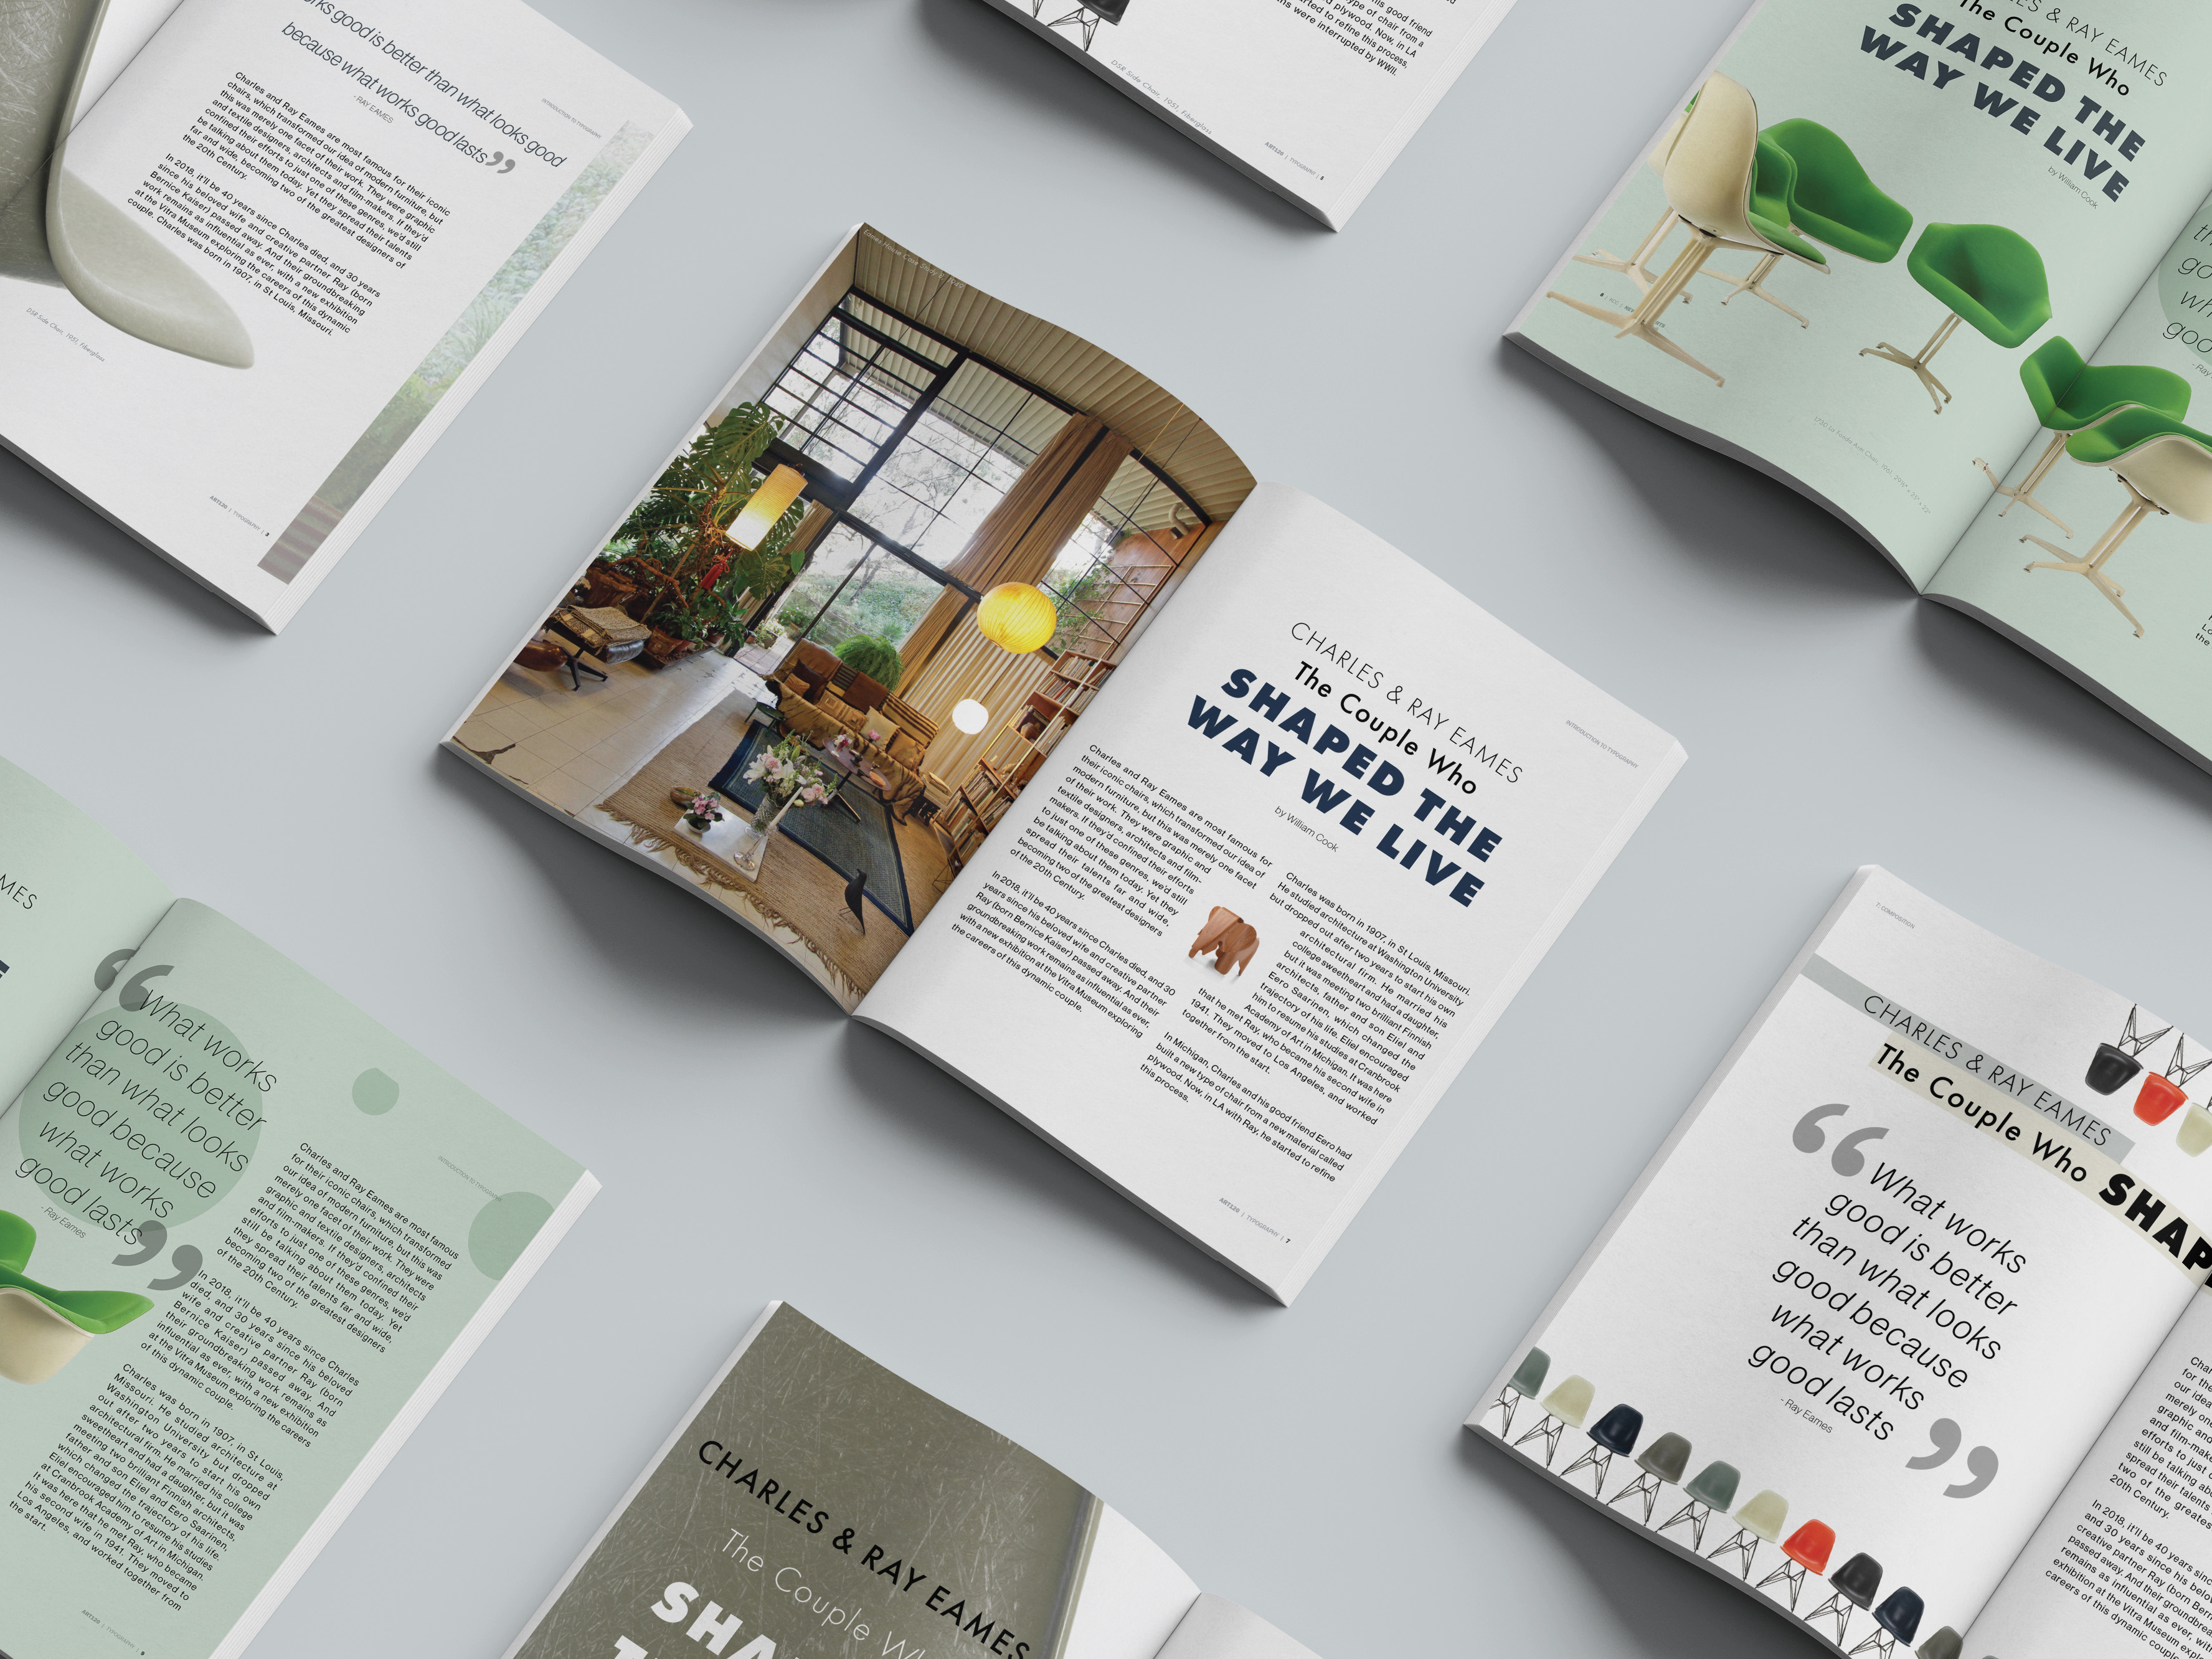 rks good is better than what looks good
because what works good lasts”
- RAY EAMES
INTRODUCTION TO TYPOGRAPHY
Charles and Ray Eames are most famous for their iconic
chairs, which transformed our idea of modern furniture, but
this was merely one facet of their work. They were graphic
and textile designers, architects and film-makers. If they'd
confined their efforts to just one of these genres, we'd still
be talking about them today. Yet they spread their talents
far and wide, becoming two of the greatest designers of
the 20th Century.
In 2018, it'll be 40 years since Charles died, and 30 years
since his beloved wife and creative partner Ray (born
Bernice Kaiser) passed away. And their groundbreaking
work remains as influential as ever, with a new exhibition
at the Vitra Museum exploring the careers of this dynamic
couple. Charles was born in 1907, in St Louis, Missouri.
DSR Side Chair, 1951, Fiberglass
ART120 | TYPOGRAPHY |
his good friend
ype of chair from a
d plywood. Now, in LA
arted to refine this process,
ns were interrupted by WWII.
DSR Side Chair, 1951, Fiberglass
ART120 | TYPOGRAPHY |
ES & RAY EAMES
The Couple Who
SHAPED THE
WAY WE LIVE
by William Cook
Eames House Case Study
CHARLES & RAY EAMES
The Couple Who
SHAPED THE
WAY WE LIVE
by William Cook
INTRODUCTION TO TYPOGRAPHY
Charles and Ray Eames are most famous for
their iconic chairs, which transformed our idea of
modern furniture, but this was merely one facet
of their work. They were graphic and
textile designers, architects and film-
makers. If they'd confined their efforts
to just one of these genres, we'd still
be talking about them today. Yet they
spread their talents far and wide,
becoming two of the greatest designers
of the 20th Century.
In 2018, it'll be 40 years since Charles died, and 30
years since his beloved wife and creative partner
Ray (born Bernice Kaiser) passed away. And their
groundbreaking work remains as influential as ever,
with a new exhibition at the Vitra Museum exploring
the careers of this dynamic couple.
Charles was born in 1907, in St Louis, Missouri.
He studied architecture at Washington University
but dropped out after two years to start his own
architectural firm. He married his
college sweetheart and had a daughter,
but it was meeting two brilliant Finnish
architects, father and son Eliel and
Eero Saarinen, which changed the
trajectory of his life. Eliel encouraged
him to resume his studies at Cranbrook
Academy of Art in Michigan. It was here
that he met Ray, who became his second wife in
1941. They moved to Los Angeles, and worked
together from the start.
In Michigan, Charles and his good friend Eero had
built a new type of chair from a new material called
plywood. Now, in LA with Ray, he started to refine
this process.
ART120 | TYPOGRAPHY | 7
MES
“What works
good is better
than what looks
good because
what works
good lasts”
- Ray Eames
INTRODUCTION TO TYPOGRAPHY
Charles and Ray Eames are most famous
for their iconic chairs, which transformed
our idea of modern furniture, but this was
merely one facet of their work. They were
graphic and textile designers, architects
and film-makers. If they'd confined their
efforts to just one of these genres, we'd
still be talking about them today. Yet
they spread their talents far and wide,
becoming two of the greatest designers
of the 20th Century.
In 2018, it'll be 40 years since Charles
died, and 30 years since his beloved
wife and creative partner Ray (born
Bernice Kaiser) passed away. And
their groundbreaking work remains as
influential as ever, with a new exhibition
at the Vitra Museum exploring the careers
of this dynamic couple.
Charles was born in 1907, in St Louis,
Missouri. He studied architecture at
Washington University but dropped
out after two years to start his own
architectural firm. He married his college
sweetheart and had a daughter, but it was
meeting two brilliant Finnish architects,
father and son Eliel and Eero Saarinen,
which changed the trajectory of his life.
Eliel encouraged him to resume his studies
at Cranbrook Academy of Art in Michigan.
It was here that he met Ray, who became
his second wife in 1941. They moved to
Los Angeles, and worked together from
the start.
ART120 | TYPOGRAPHY |
CHARLES & RAY EAMES
The Couple Wh
SHA
7. COMPOSITION
CHARLES & RAY EAMES
The Couple Who SHAP
“What works
good is better
than what looks
good because
what works
good lasts”
- Ray Eames
Char
for the
our idea
merely on
graphic and
and film-mak
efforts to just
still be talking abo
spread their talents
two of the greates
20th Century.
In 2018, it'll be 40 years sinc
and 30 years since his belo
creative partner Ray (born Ber
passed away. And their groundbrea
remains as influential as ever, wit
exhibition at the Vitra Museum explo
careers of this dynamic coupl